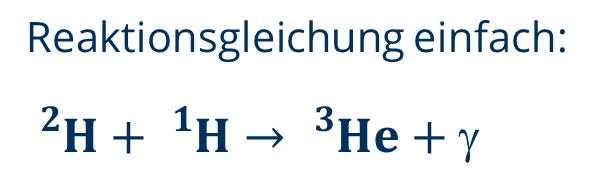 Reaktionsgleichung einfach:
²H + ¹H → ³He + γ